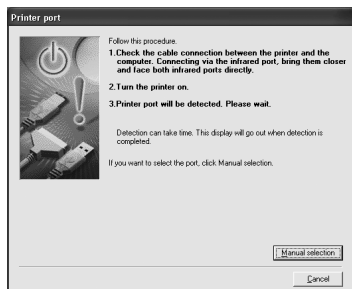 Printer port
Follow this procedure.
1.Check the cable connection between the printer and the
computer. Connecting via the infrared port, bring them closer
and face both infrared ports directly.
2.Turn the printer on.
3.Printer port will be detected. Please wait.
Detection can take time. This display will go out when detection is
completed.
If you want to select the port, click Manual selection.
Manual selection
Cancel